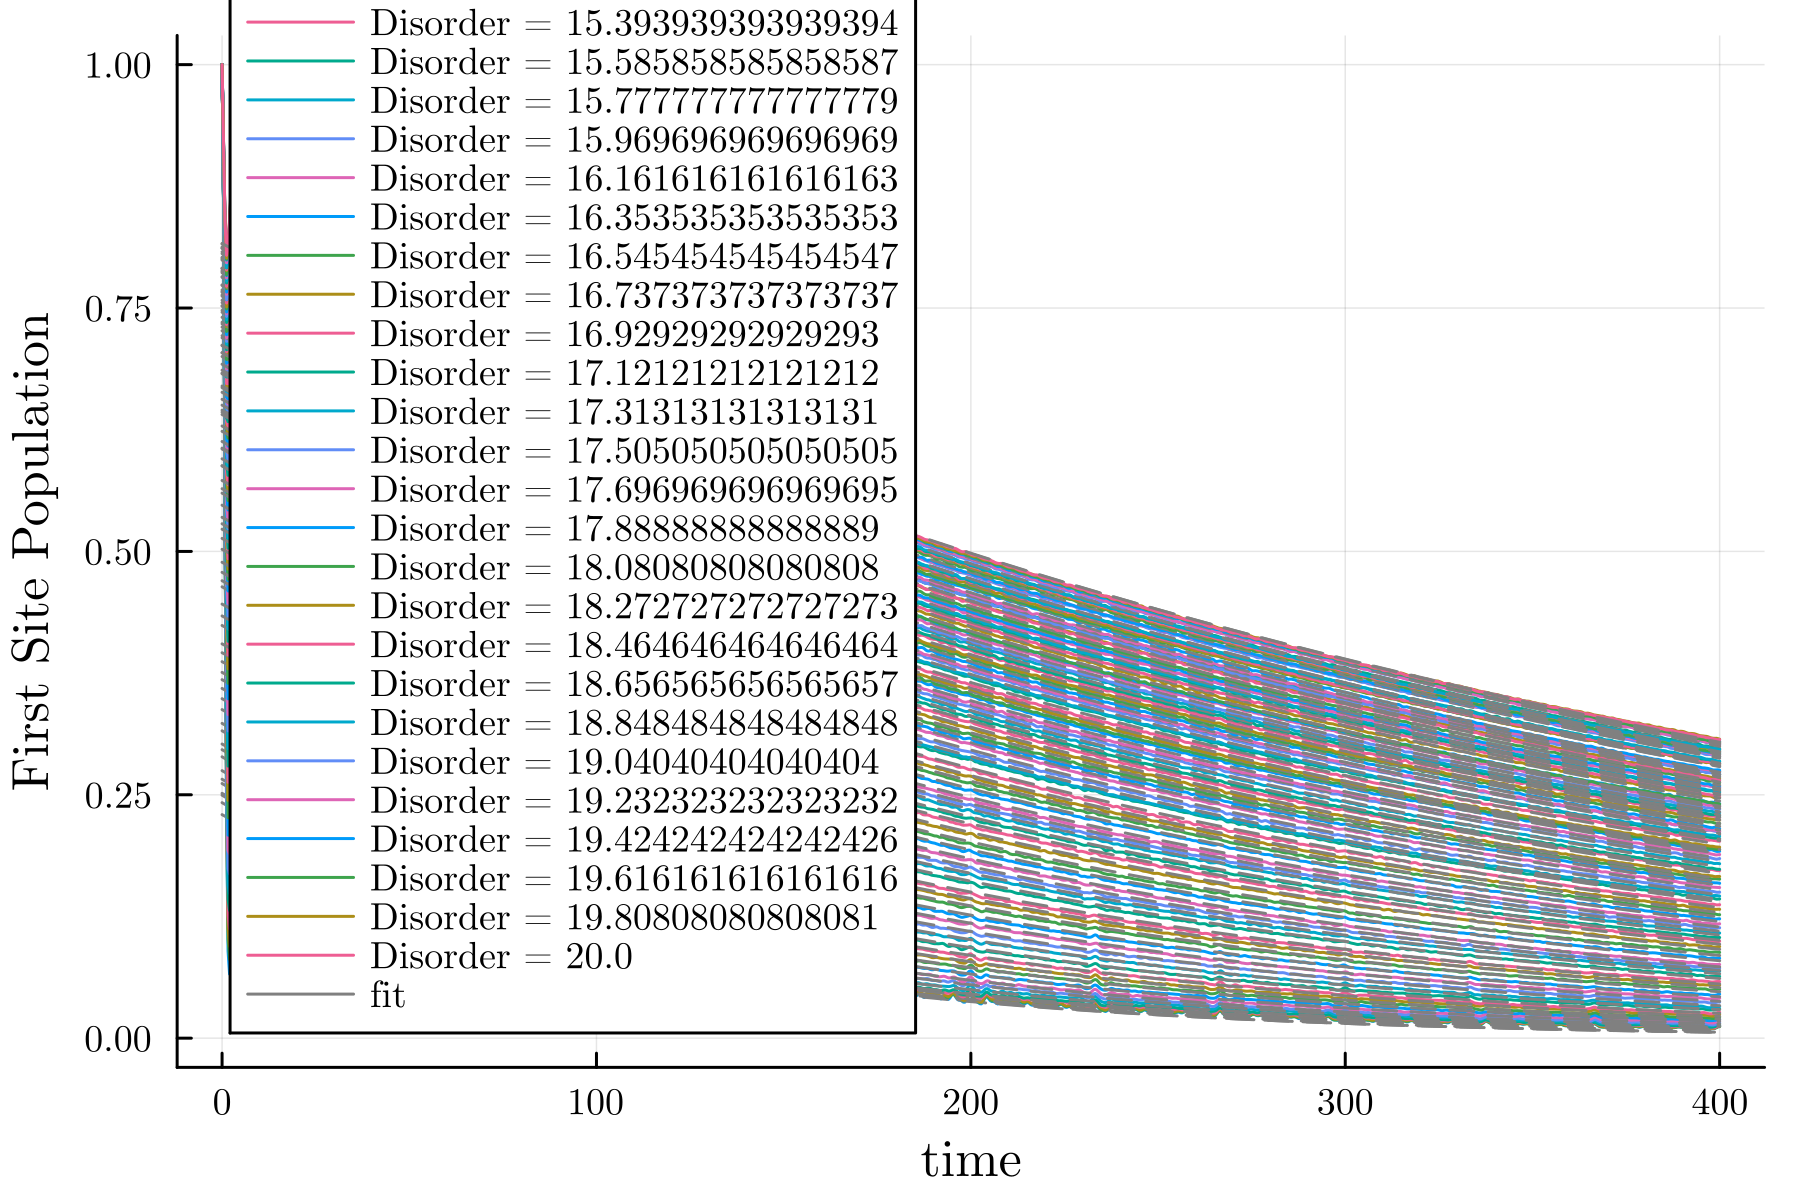 Disorder = 15.393939393939394
Disorder = 15.585858585858587
Disorder = 15.777777777777779
Disorder = 15.969696969696969
Disorder = 16.161616161616163
Disorder = 16.353535353535353
Disorder = 16.545454545454547
Disorder = 16.737373737373737
Disorder = 16.92929292929293
Disorder = 17.12121212121212
Disorder = 17.31313131313131
Disorder = 17.505050505050505
Disorder = 17.696969696969695
Disorder = 17.88888888888889
Disorder = 18.08080808080808
Disorder = 18.272727272727273
Disorder = 18.464646464646464
Disorder = 18.656565656565657
Disorder = 18.848484848484848
Disorder = 19.04040404040404
Disorder = 19.232323232323232
Disorder = 19.424242424242426
Disorder = 19.616161616161616
Disorder = 19.80808080808081
Disorder = 20.0
fit
First Site Population
1.00
0.75
0.50
0.25
0.00
0 100 200 300 400
time